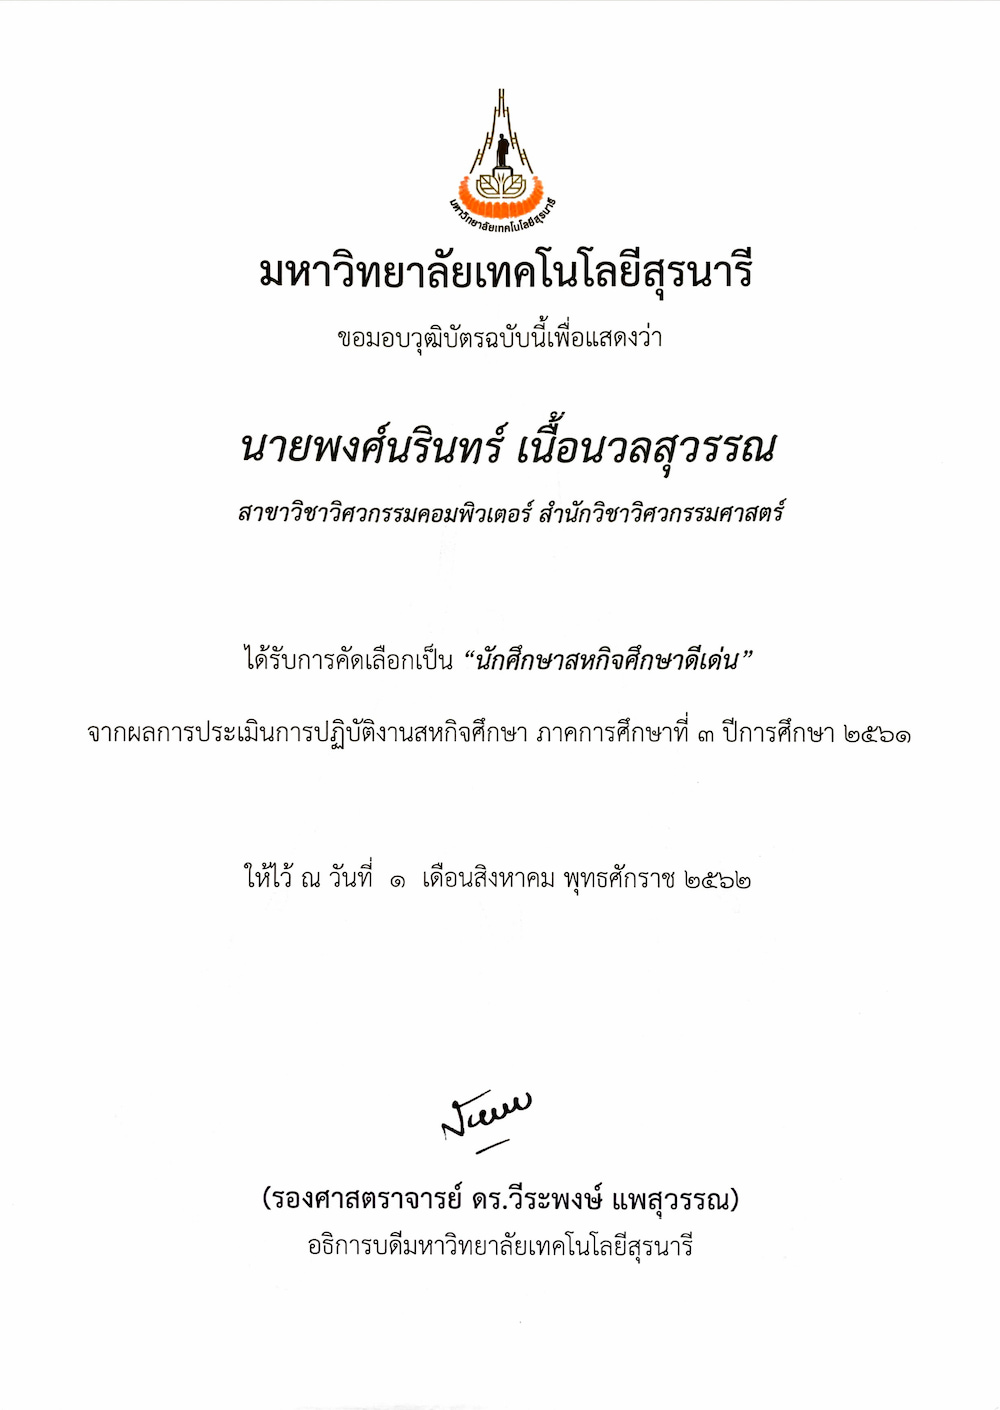 มหาวิทยาลัยเทคโนโลยีสุรนารี
มหาวิทยาลัยเทคโนโลยีสุรนารี
ขอมอบวุฒิบัตรฉบับนี้เพื่อแสดงว่า
นายพงศ์นรินทร์ เนื้อนวลสุวรรณ
สาขาวิชาวิศวกรรมคอมพิวเตอร์ สำนักวิชาวิศวกรรมศาสตร์
ได้รับการคัดเลือกเป็น “นักศึกษาสหกิจศึกษาดีเด่น”
จากผลการประเมินการปฏิบัติงานสหกิจศึกษา ภาคการศึกษาที่ ๓ ปีการศึกษา ๒๕๖๑
ให้ไว้ ณ วันที่ ๑ เดือนสิงหาคม พุทธศักราช ๒๕๖๒
(รองศาสตราจารย์ ดร.วีระพงษ์ แพสุวรรณ)
อธิการบดีมหาวิทยาลัยเทคโนโลยีสุรนารี